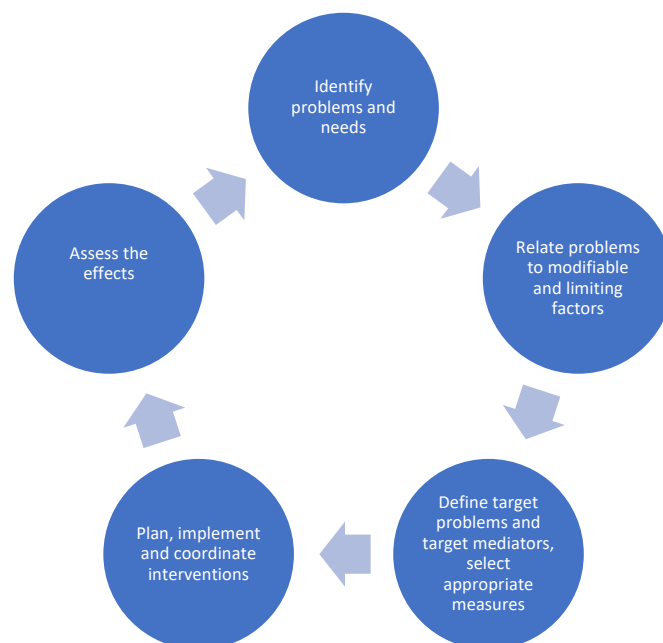 Identify
problems and
needs
Relate problems
to modifiable
and limiting
factors
Define target
problems and
target mediators,
select
appropriate
measures
Plan, implement
and coordinate
interventions
Assess the
effects